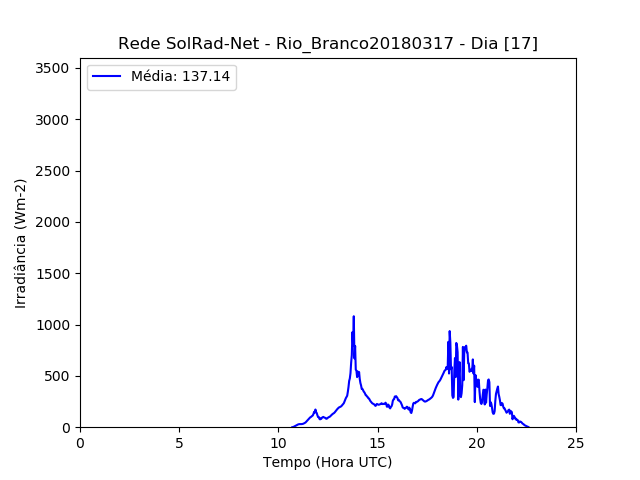 Rede SolRad-Net - Rio_Branco20180317 - Dia [17]
Média: 137.14
Irradiância (Wm-2)
3500
3000
2500
2000
1500
1000
500
0
0 5 10 15 20 25
Tempo (Hora UTC)